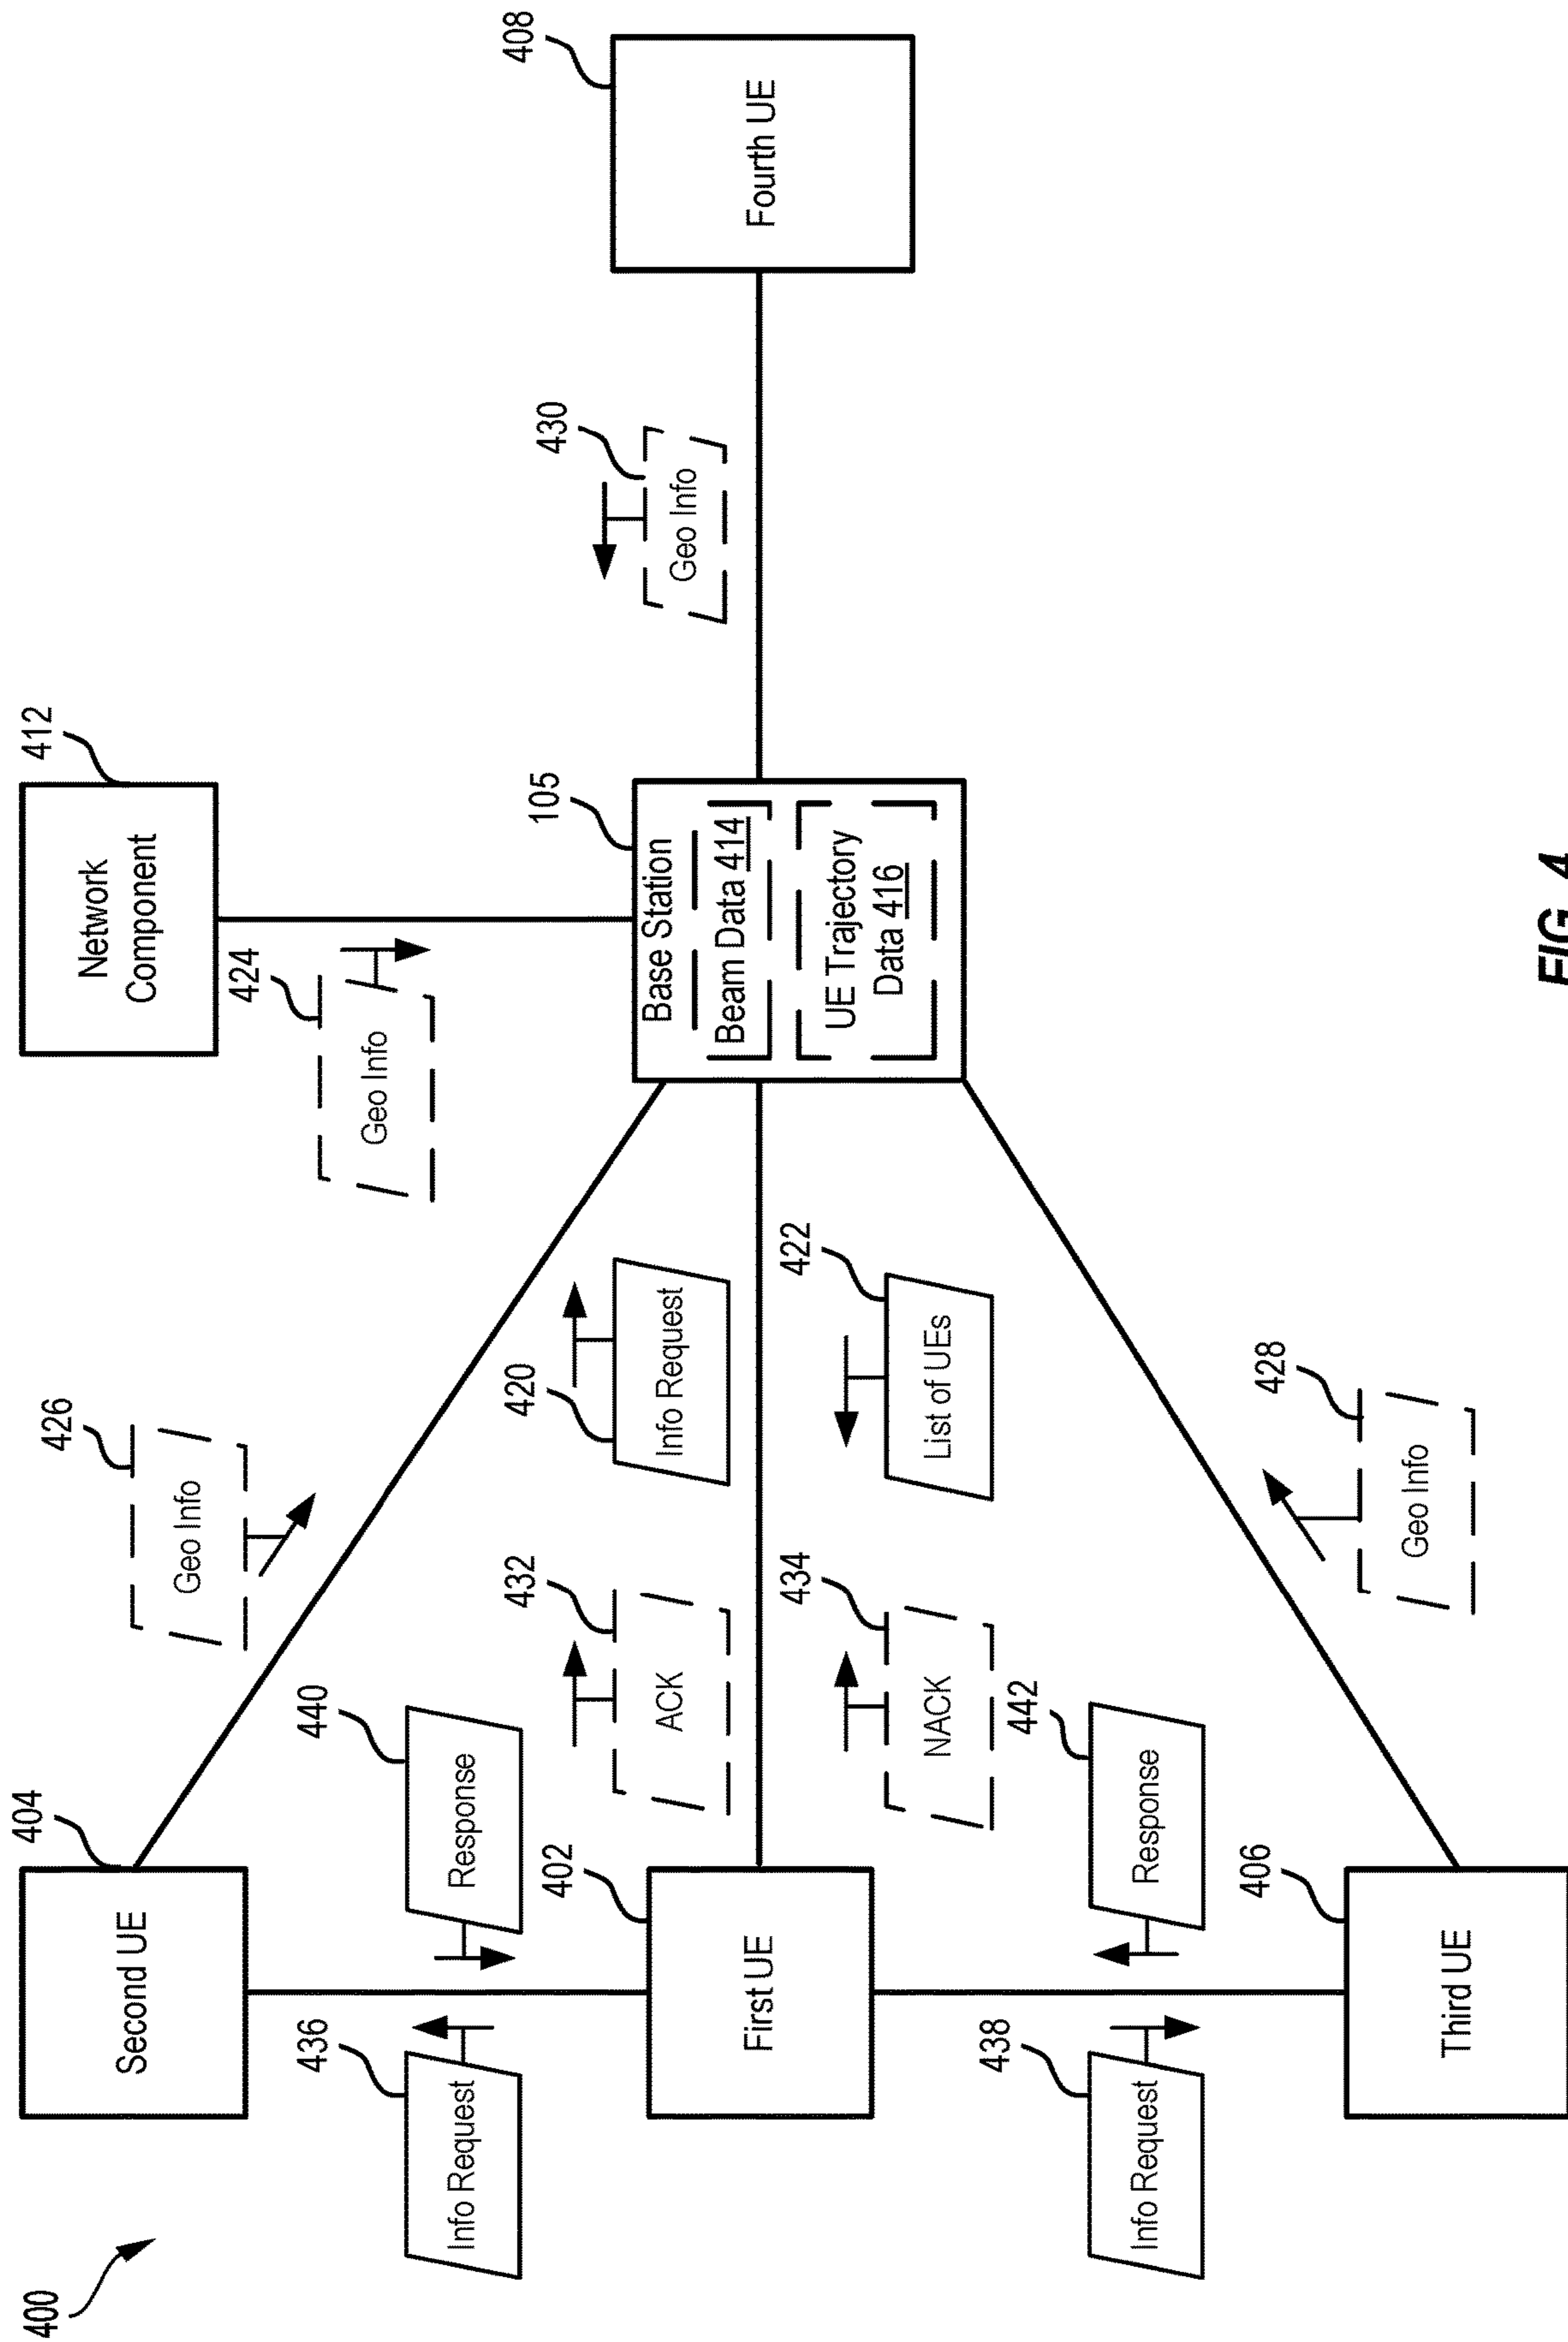 400
404
Second UE
426
Geo Info
424
Geo Info
412
Network
Component
436
Info Request
440
Response
432
ACK
420
Info Request
402
First UE
105
Base Station
Beam Data 414
UE Trajectory
Data 416
430
Geo Info
408
Fourth UE
434
NACK
422
List of UEs
438
Info Request
442
Response
428
Geo Info
406
Third UE
FIG. 4